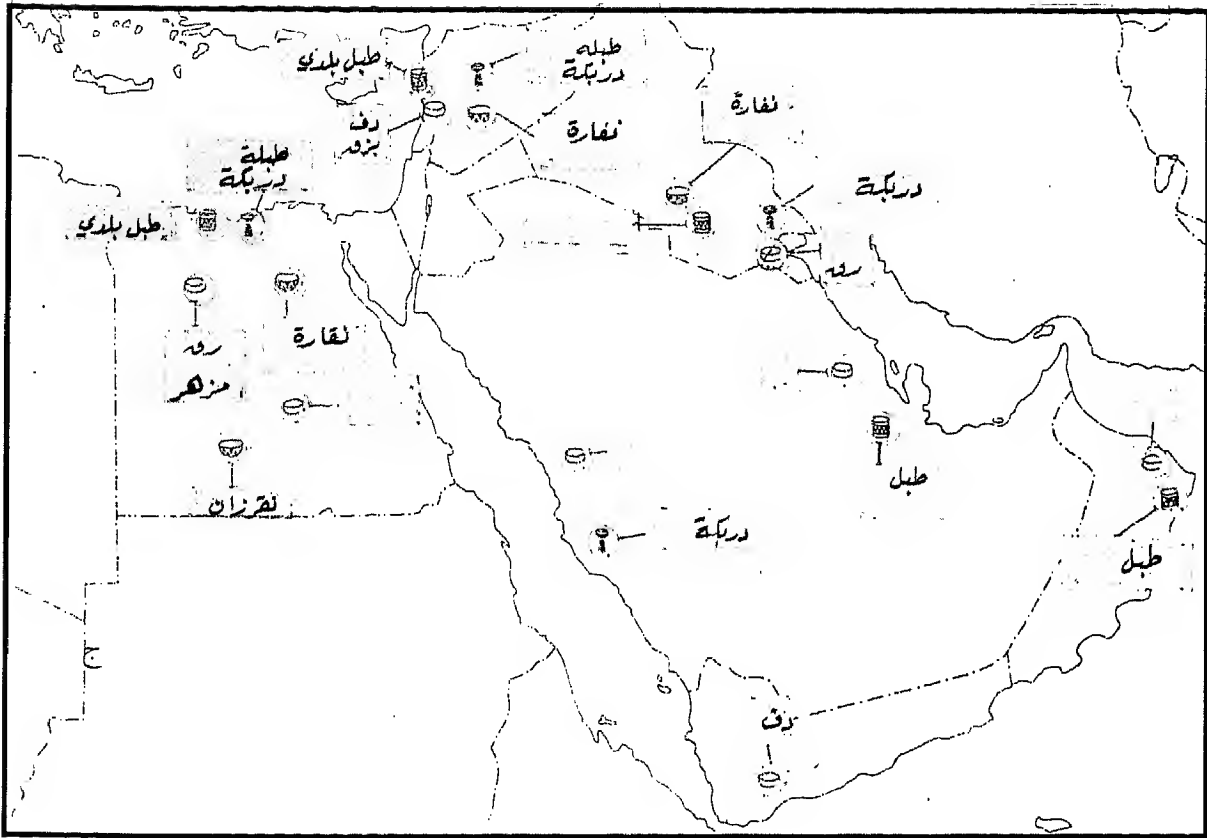 طبل بلدي
طبلة
دربكة
نقارة
دف
بزق
نقارة
طبلة
دربكة
دربكة
طبل بلدي
رق
رق
مزهر
نقارة
طبل
نقرزان
دربكة
طبل
ج
دف